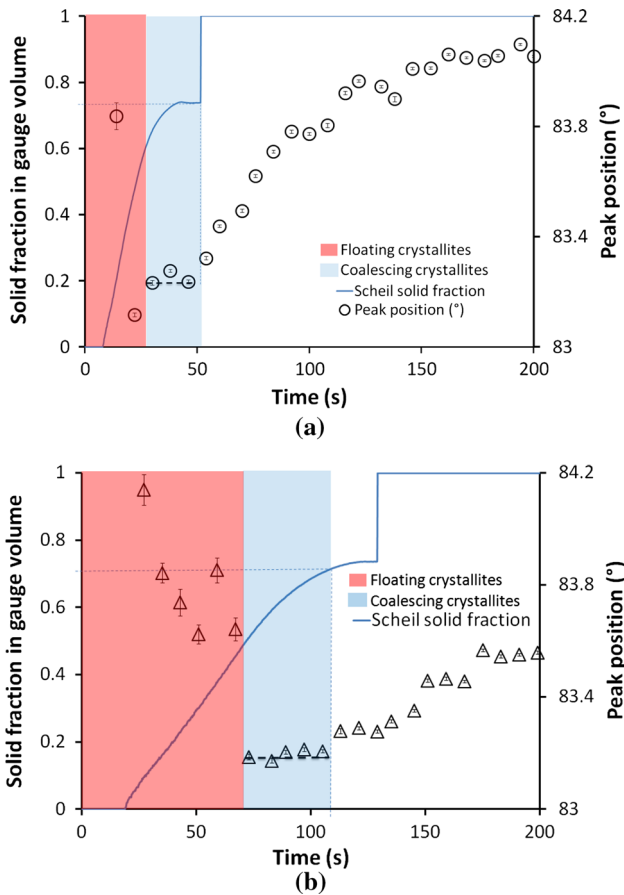 1
0.8
0.6
0.4
0.2
0
84.2
83.8
83.4
83
0
50
100
150
200
Solid fraction in gauge volume
Peak position (°)
Floating crystallites
Coalescing crystallites
Scheil solid fraction
Peak position (°)
Time (s)
(a)
1
0.8
0.6
0.4
0.2
0
84.2
83.8
83.4
83
0
50
100
150
200
Solid fraction in gauge volume
Peak position (°)
Floating crystallites
Coalescing crystallites
Scheil solid fraction
Time (s)
(b)